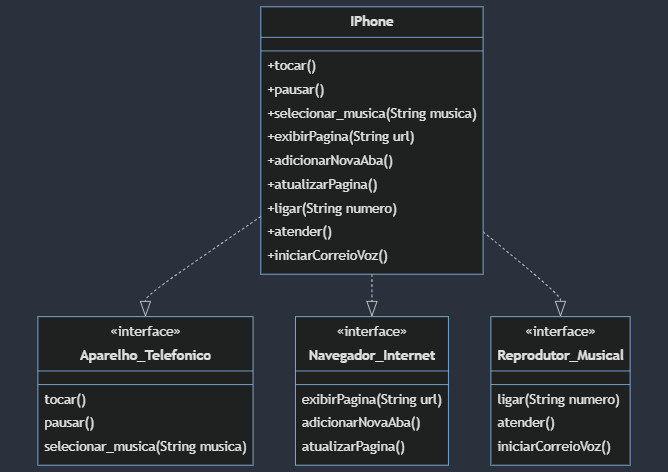 IPhone
+tocar()
+pausar()
+selecionar_musica(String musica)
+exibirPagina(String url)
+adicionarNovaAba()
+atualizarPagina()
+ligar(String numero)
+atender()
+iniciarCorreioVoz()
«interface»
Aparelho_Telefonico
tocar()
pausar()
selecionar_musica(String musica)
«interface»
Navegador_Internet
exibirPagina(String url)
adicionarNovaAba()
atualizarPagina()
«interface»
Reprodutor_Musical
ligar(String numero)
atender()
iniciarCorreioVoz()